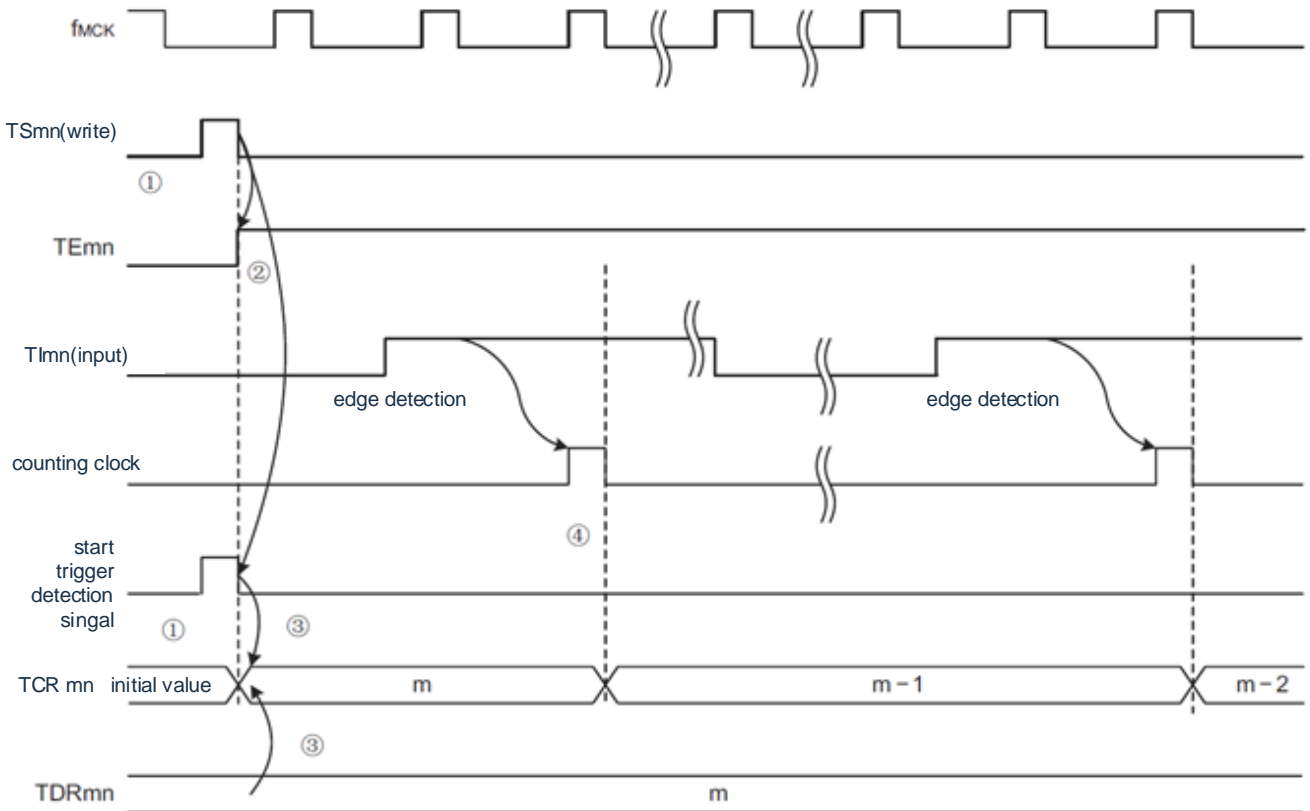 fMCK
TSmn(write)
①
TEmn
②
TImn(input)
edge detection
edge detection
counting clock
④
start
trigger
detection
singal
①
③
TCR mn initial value
m
m-1
m-2
③
TDRmn
m